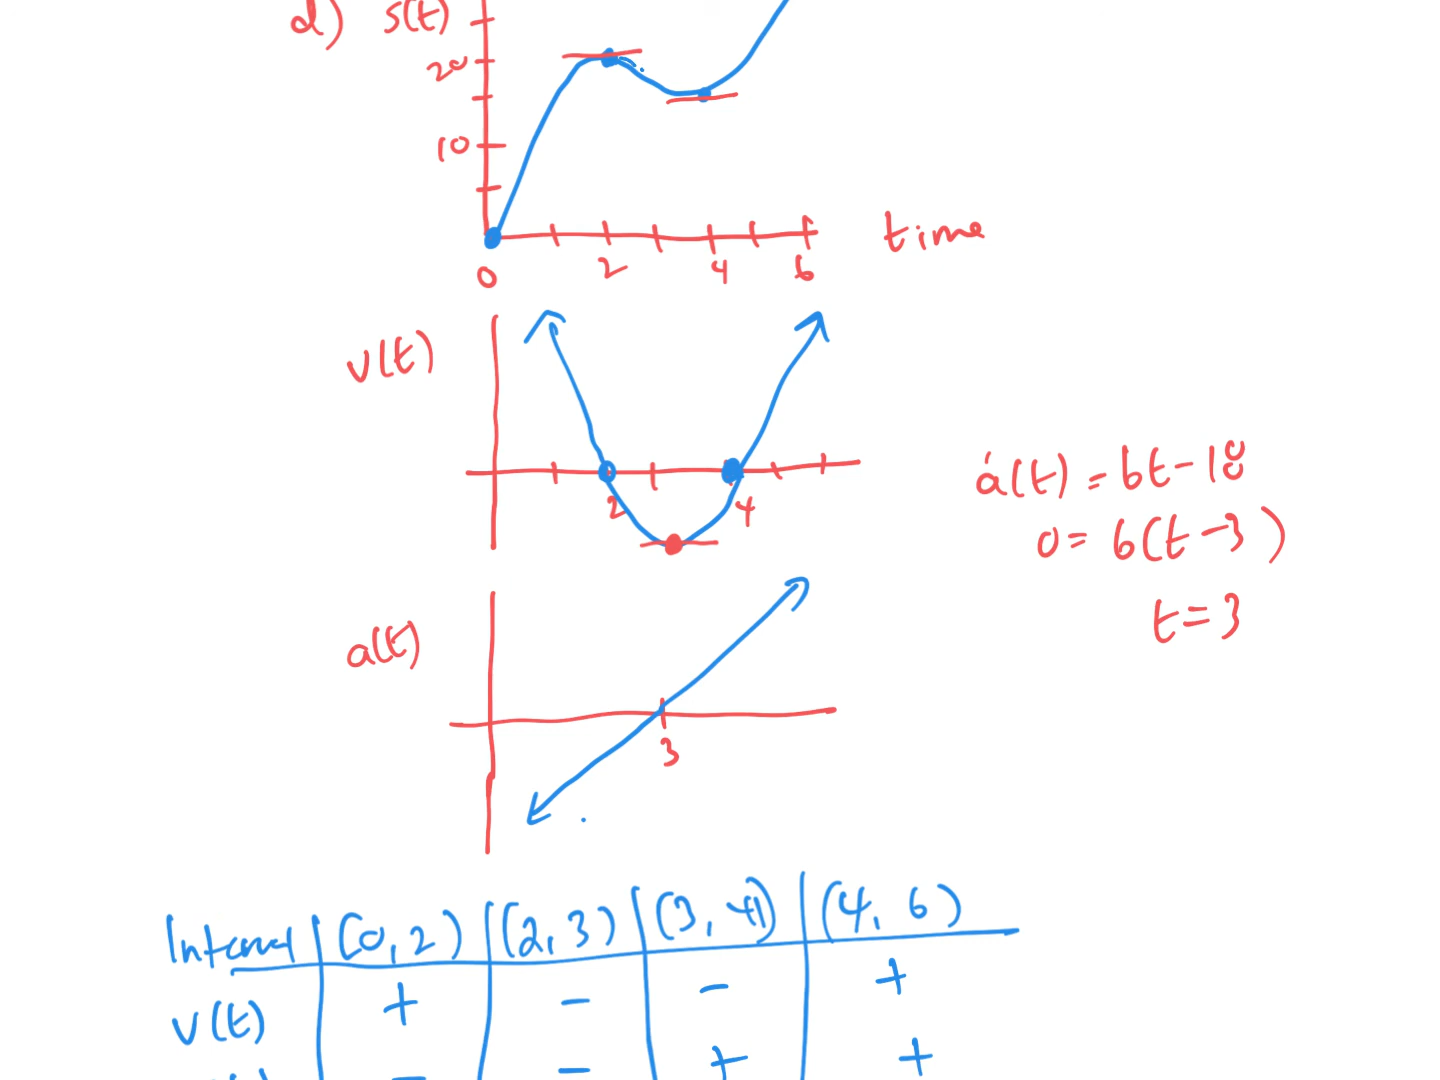 d) s(t)
20
10
0 2 4 6 time
v(t)
2 4
a(t) = 6t - 18
0 = 6(t - 3)
t = 3
a(t)
3
Interval (0, 2) (2, 3) (3, 4) (4, 6)
v(t) + - - +
- - + +